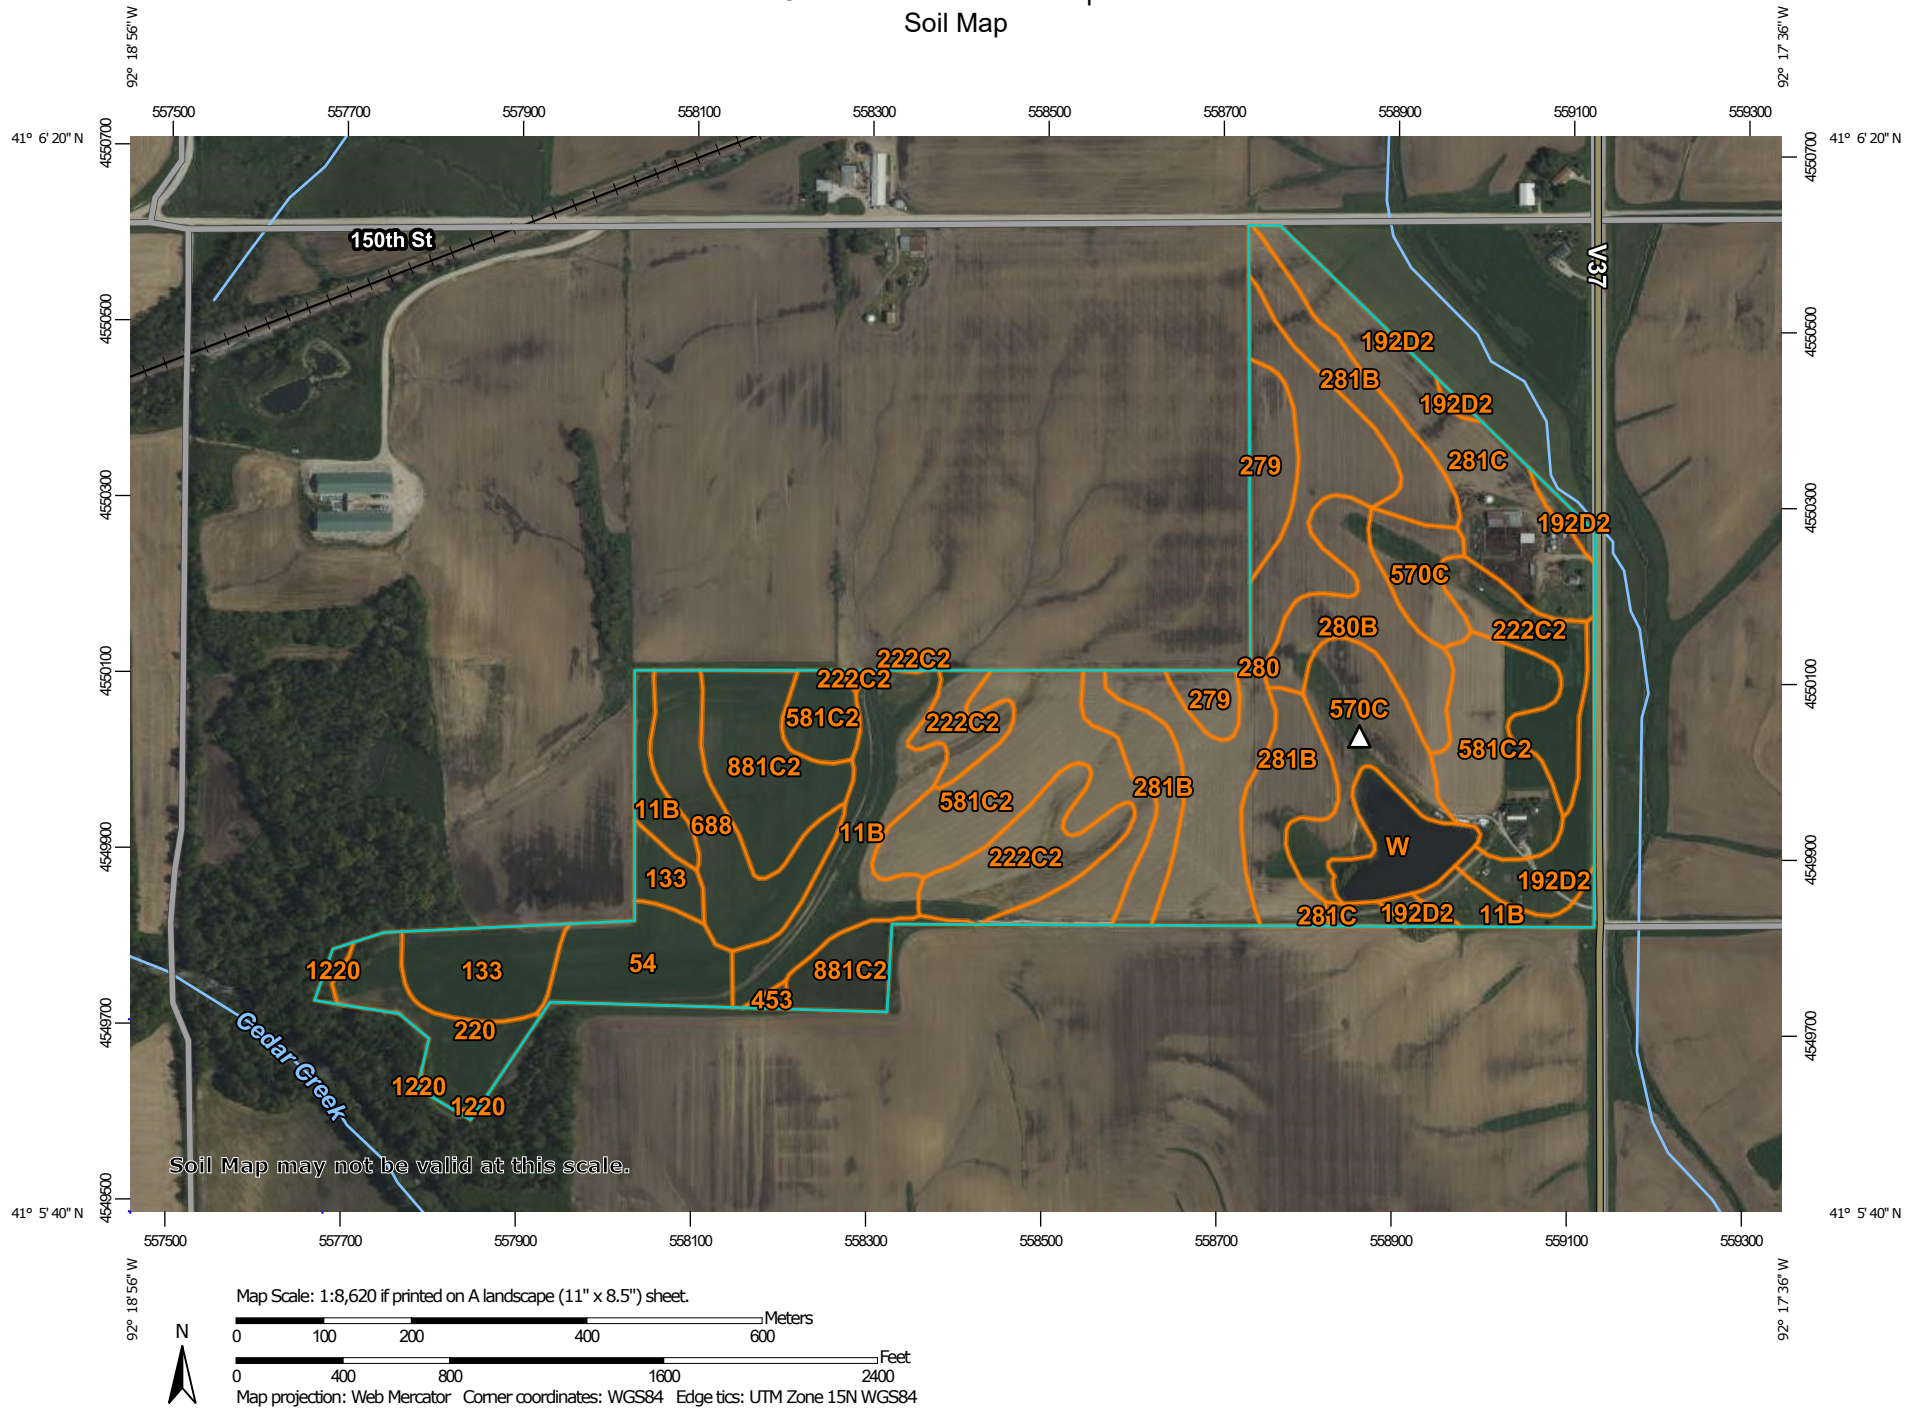 Soil Map
92° 18' 56'' W
92° 17' 36'' W
557500 557700 557900 558100 558300 558500 558700 558900 559100 559300
41° 6' 20'' N
41° 6' 20'' N
4550700
4550700
150th St
V37
4550500
4550500
192D2
281B
192D2
279
281C
4550300
4550300
192D2
570C
280B
222C2
222C2
280
222C2
4550100
4550100
279
570C
581C2
222C2
581C2
281B
881C2
281B
581C2
11B
688
11B
W
4549900
4549900
222C2
133
192D2
281C
192D2
11B
54
1220
133
881C2
453
4549700
4549700
220
Cedar Creek
1220
1220
Soil Map may not be valid at this scale.
4549500
4549500
41° 5' 40'' N
41° 5' 40'' N
557500 557700 557900 558100 558300 558500 558700 558900 559100 559300
92° 18' 56'' W
92° 17' 36'' W
Map Scale: 1:8,620 if printed on A landscape (11" x 8.5") sheet.
Meters
0 100 200 400 600
N
Feet
0 400 800 1600 2400
Map projection: Web Mercator Corner coordinates: WGS84 Edge tics: UTM Zone 15N WGS84